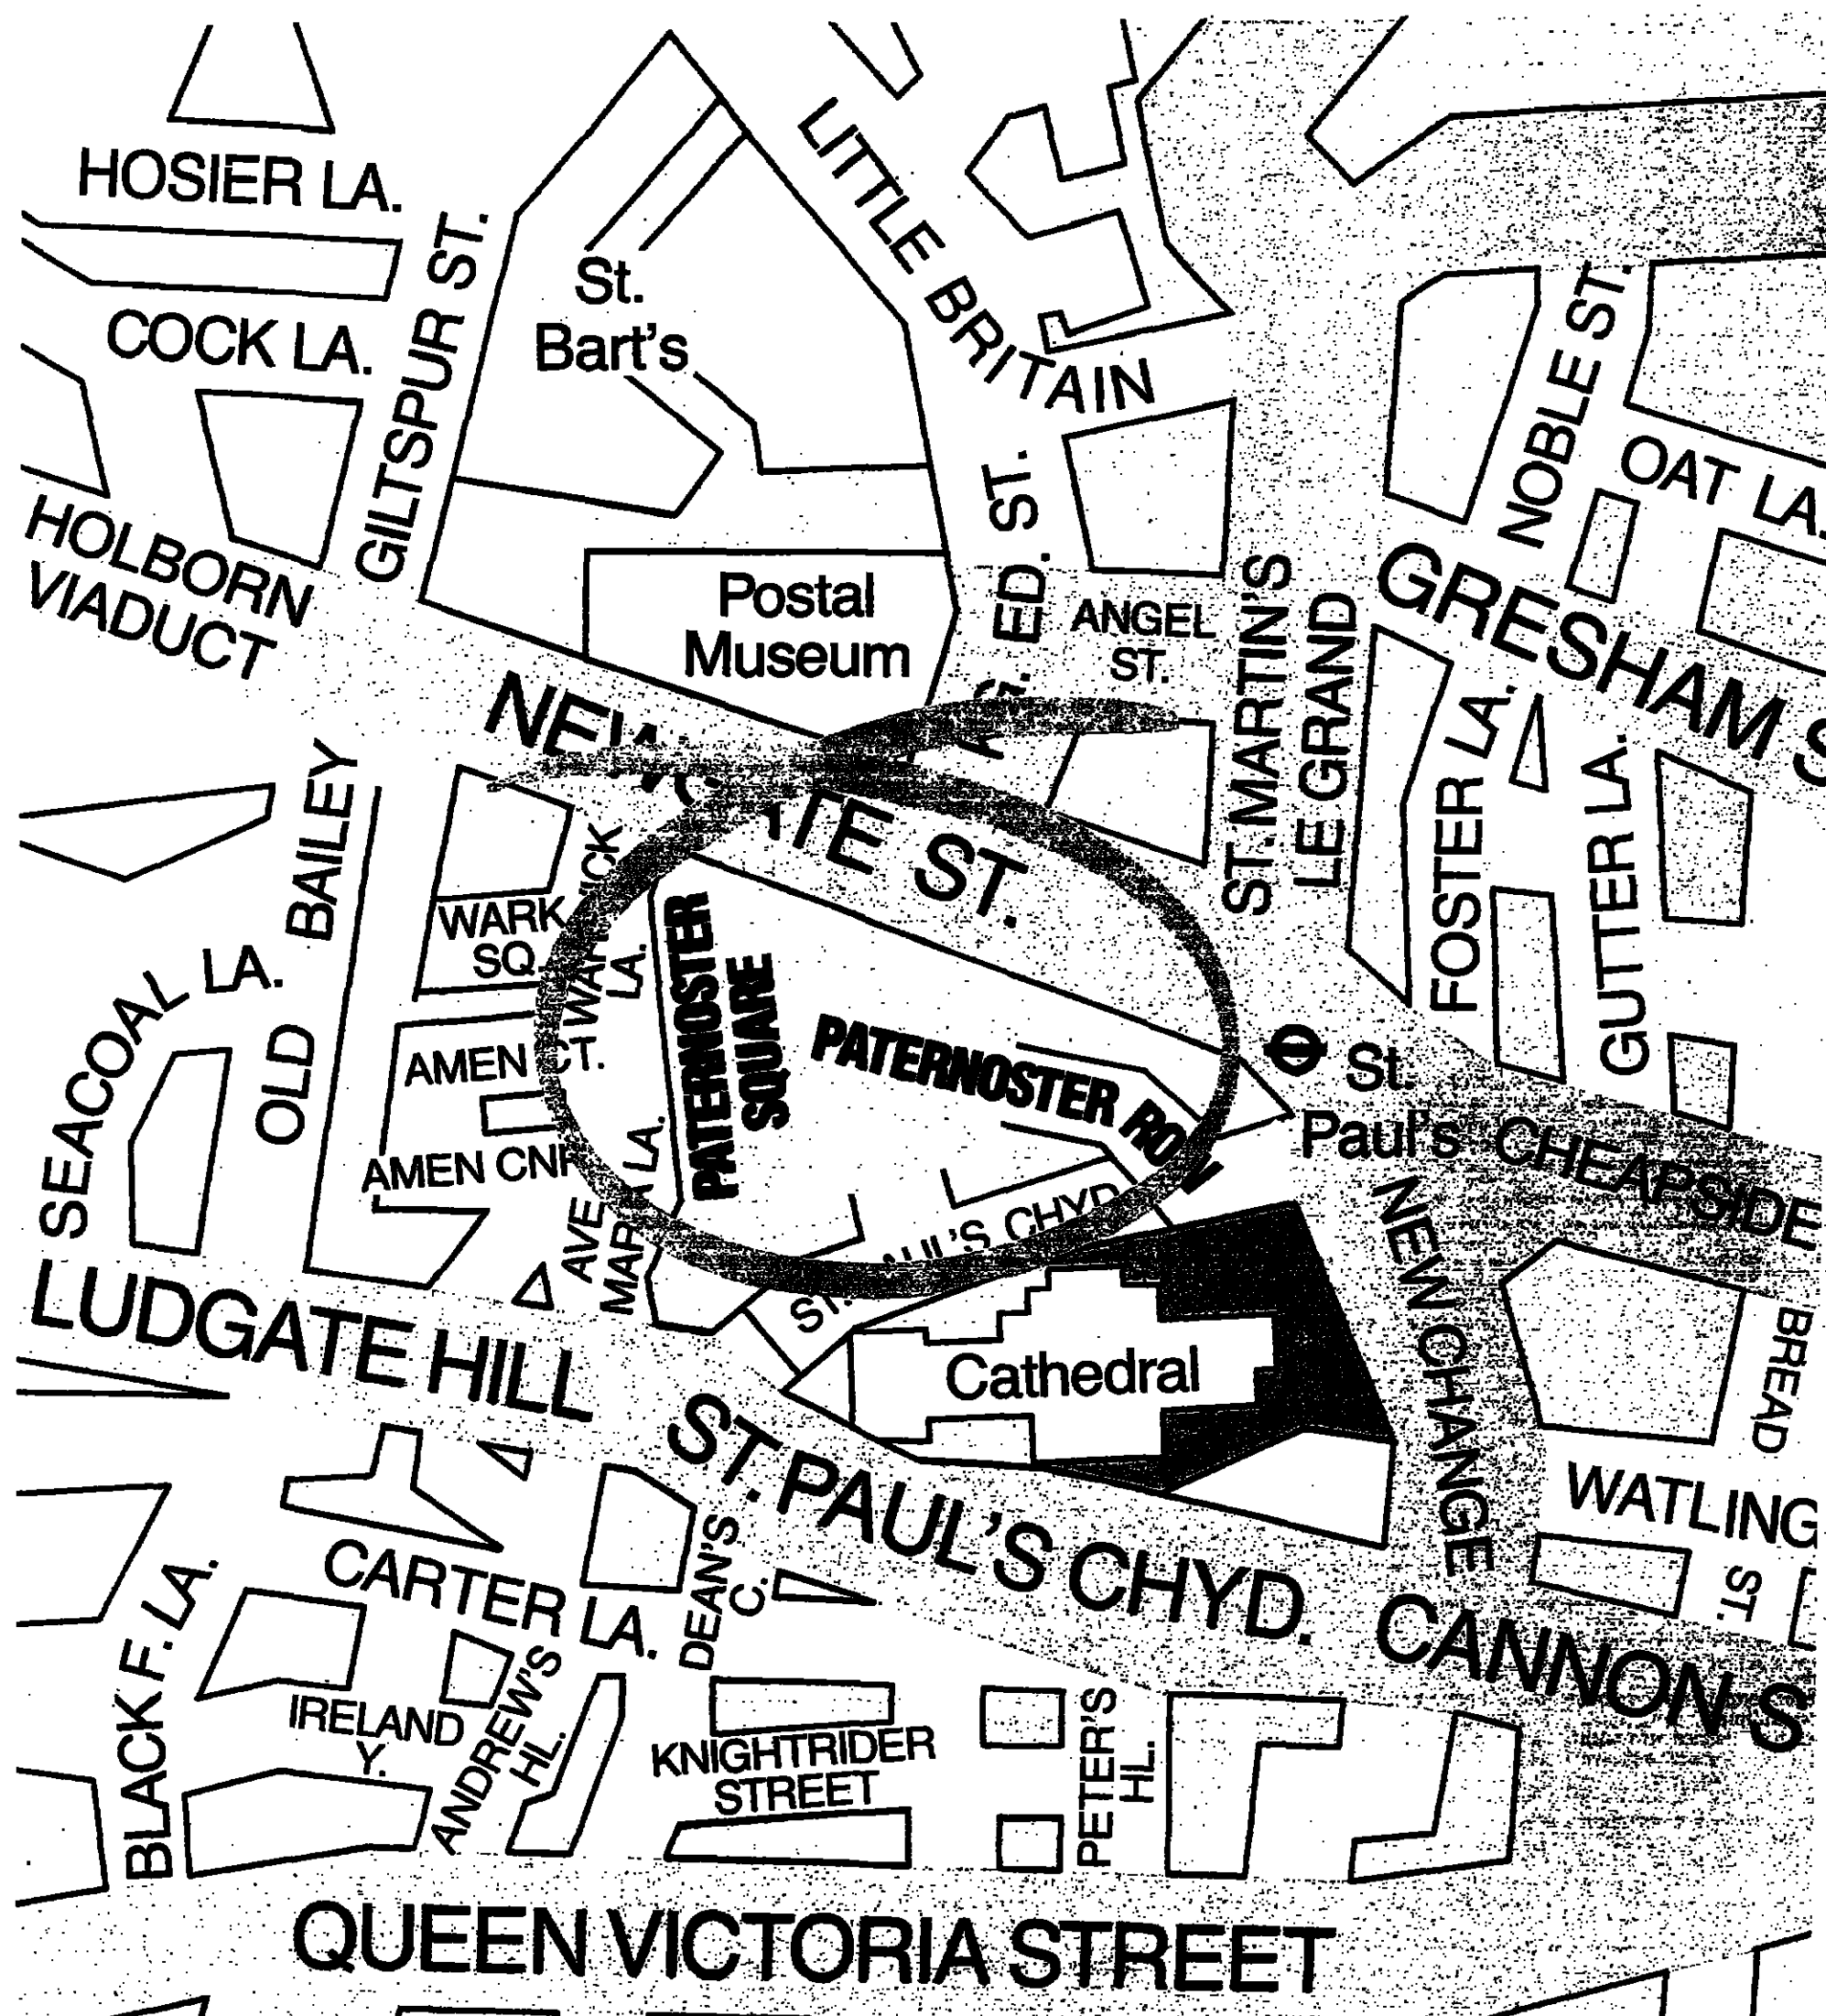 HOSIER LA.
LITTLE BRITAIN
GILTSPUR ST.
St.
Bart's
COCK LA.
NOBLE ST.
OAT LA.
HOLBORN
VIADUCT
ED. ST.
Postal
Museum
ANGEL
ST.
ST. MARTIN'S
LE GRAND
GRESHAM S
FOSTER LA.
GUTTER LA.
ST.
OLD BAILEY
WARK
SQ.
LA.
PATERNOSTER
SQUARE
PATERNOSTER ROW
SEACOAL LA.
AMEN CT.
AMEN CNR
St.
Paul's
CHEAPSIDE
AVE
MAR A LA.
ST. PAUL'S CHYD.
NEW CHANGE
LUDGATE HILL
Cathedral
BREAD
ST. PAUL'S CHYD.
WATLING
ST.
CARTER LA.
DEAN'S
C.
CANNON S
BLACK F. LA.
IRELAND
Y.
ANDREW'S
HL.
KNIGHTRIDER
STREET
PETER'S
HL.
QUEEN VICTORIA STREET